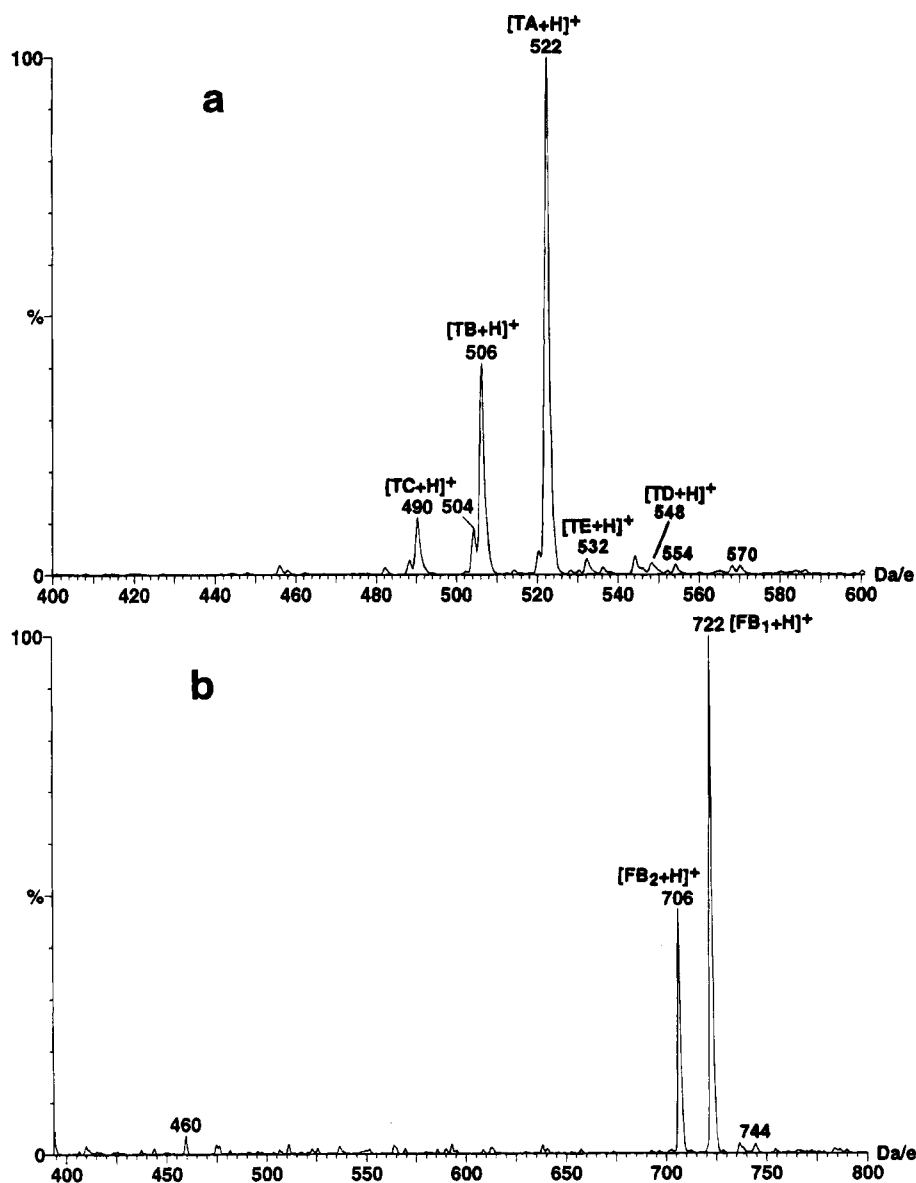 [TA+H]+
522
100
a
%
[TB+H]+
506
[TC+H]+
490 504
[TE+H]+
532
[TD+H]+
548
554 570
0
400 420 440 460 480 500 520 540 560 580 600 Da/e
100
722 [FB1+H]+
b
%
[FB2+H]+
706
460
744
0
400 450 500 550 600 650 700 750 800 Da/e